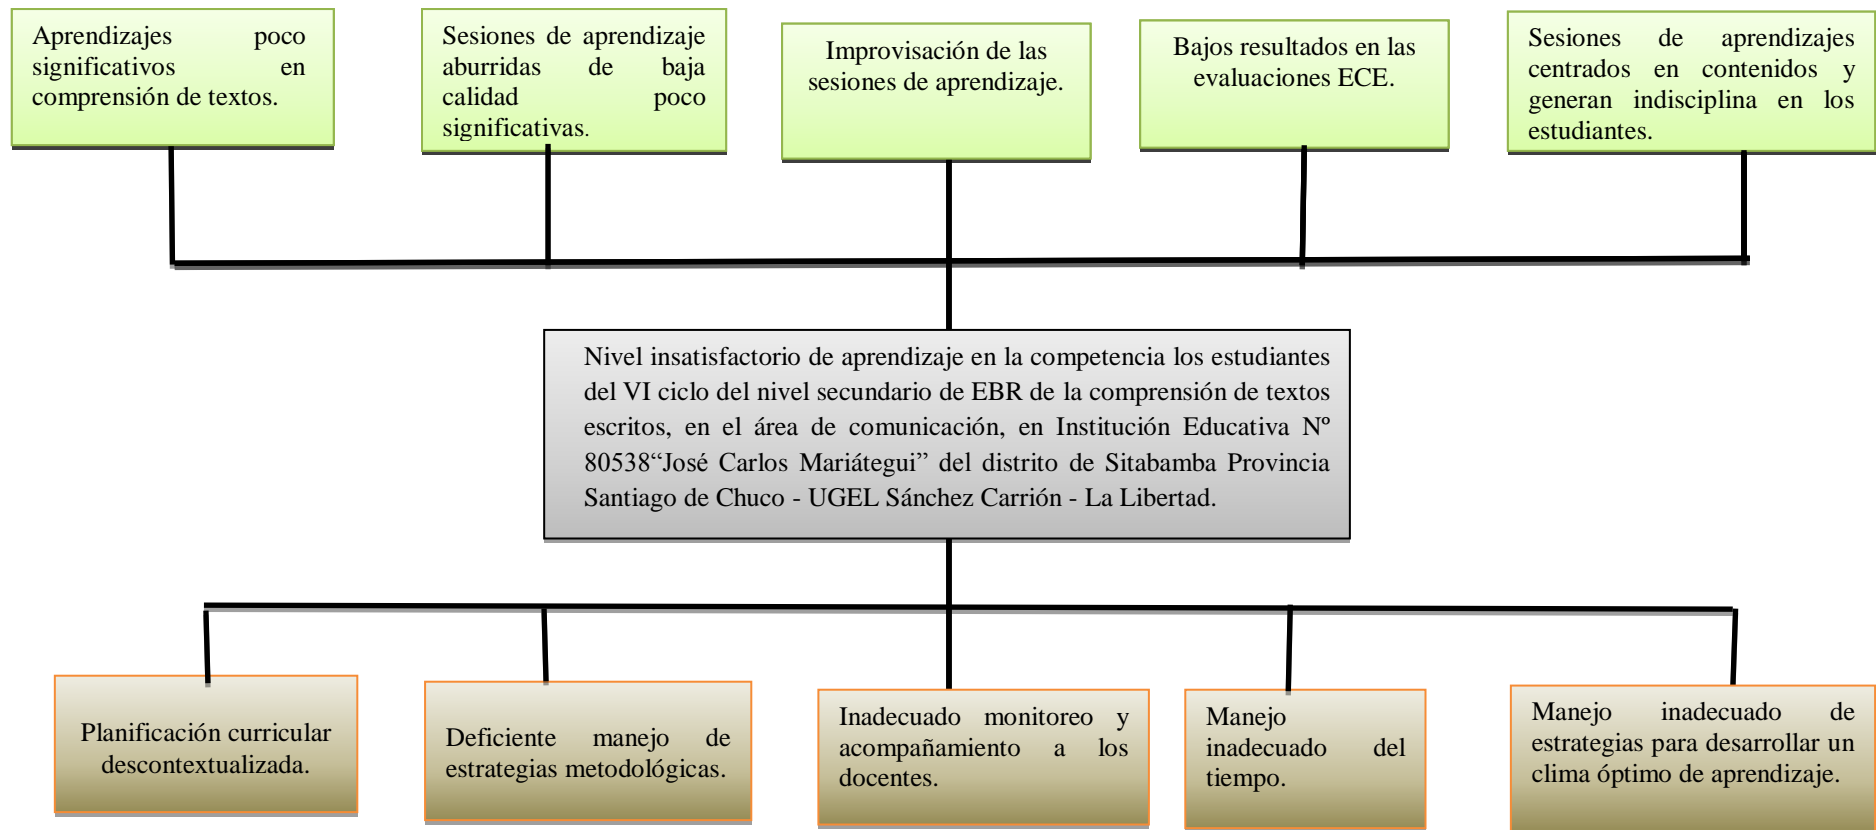 Aprendizajes poco
significativos en
comprensión de textos.
Sesiones de aprendizaje
aburridas de baja
calidad poco
significativas.
Improvisación de las
sesiones de aprendizaje.
Bajos resultados en las
evaluaciones ECE.
Sesiones de aprendizajes
centrados en contenidos y
generan indisciplina en los
estudiantes.
Nivel insatisfactorio de aprendizaje en la competencia los estudiantes
del VI ciclo del nivel secundario de EBR de la comprensión de textos
escritos, en el área de comunicación, en Institución Educativa Nº
80538“José Carlos Mariátegui” del distrito de Sitabamba Provincia
Santiago de Chuco - UGEL Sánchez Carrión - La Libertad.
Planificación curricular
descontextualizada.
Deficiente manejo de
estrategias metodológicas.
Inadecuado monitoreo y
acompañamiento a los
docentes.
Manejo
inadecuado del
tiempo.
Manejo inadecuado de
estrategias para desarrollar un
clima óptimo de aprendizaje.